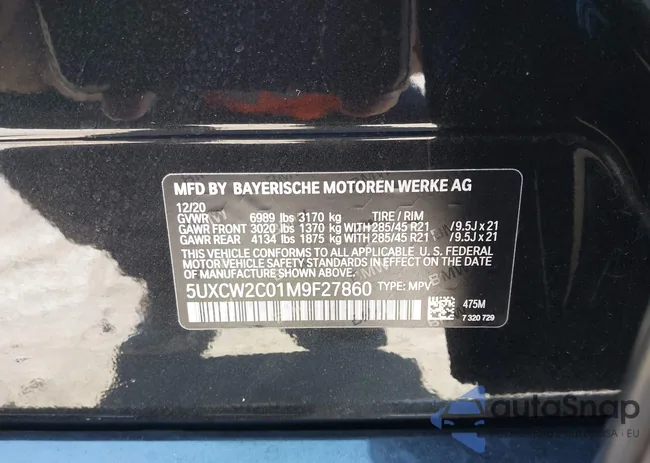 MFD BY BAYERISCHE MOTOREN WERKE AG
12/20
GVWR 6989 lbs 3170 kg TIRE / RIM
GAWR FRONT 3020 lbs 1370 kg WITH 285/45 R21 / 9.5J x 21
GAWR REAR 4134 lbs 1875 kg WITH 285/45 R21 / 9.5J x 21
THIS VEHICLE CONFORMS TO ALL APPLICABLE U. S. FEDERAL
MOTOR VEHICLE SAFETY STANDARDS IN EFFECT ON THE
DATE OF MANUFACTURE SHOWN ABOVE.
5UXCW2C01M9F27860 TYPE: MPV
475M
7 320 729
autoSnap